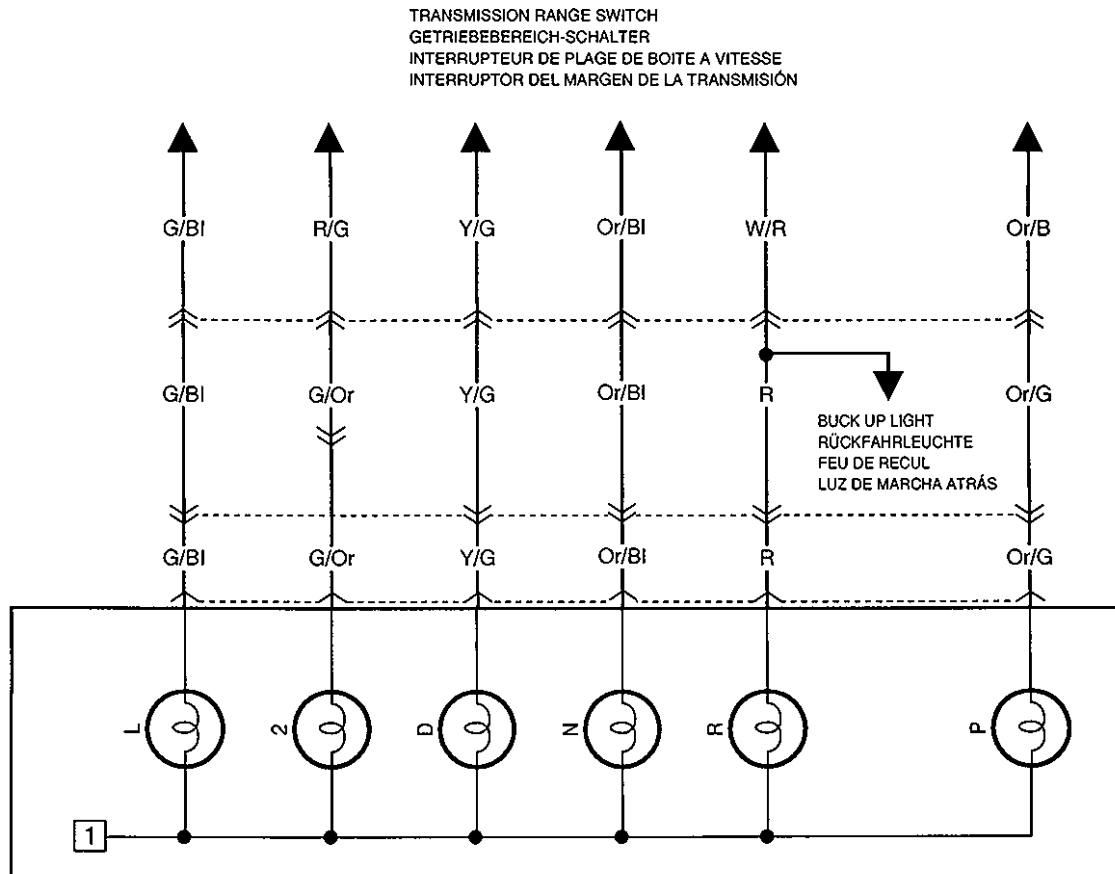 TRANSMISSION RANGE SWITCH
GETRIEBEBEREICH-SCHALTER
INTERRUPTEUR DE PLAGE DE BOITE A VITESSE
INTERRUPTOR DEL MARGEN DE LA TRANSMISIÓN
G/Bl R/G Y/G Or/Bl W/R Or/B
G/Bl G/Or Y/G Or/Bl R Or/G
BUCK UP LIGHT
RÜCKFAHRLEUCHTE
FEU DE RECUL
LUZ DE MARCHA ATRÁS
G/Bl G/Or Y/G Or/Bl R Or/G
L 2 D N R P
1